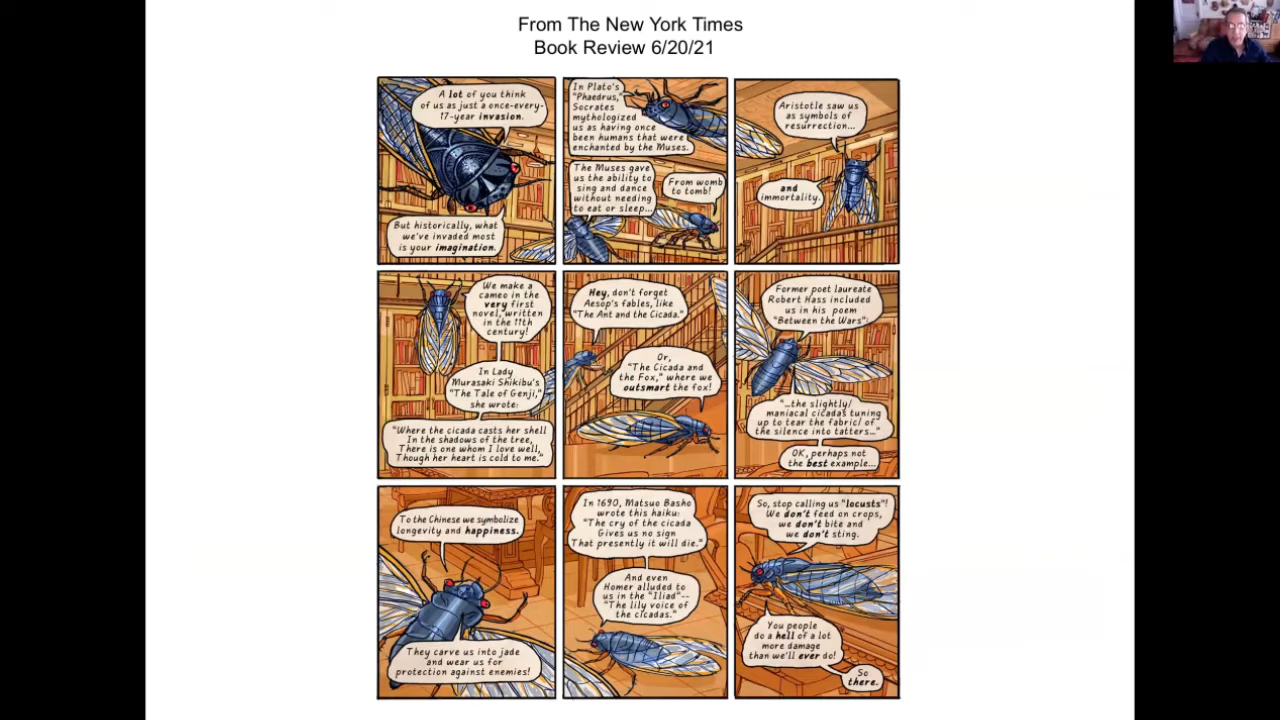 From The New York Times
Book Review 6/20/21
A lot of you think
of us as just a once-every-
17-year invasion.
But historically, what
we've invaded most
is your imagination.
In Plato's
"Phaedrus,"
Socrates
mythologized
us as having once
been humans that were
enchanted by the Muses.
The Muses gave
us the ability to
sing and dance
without needing
to eat or sleep...
From womb
to tomb!
Aristotle saw us
as symbols of
resurrection...
and
immortality.
We make a
cameo in the
very first
novel, written
in the 11th
century!
In Lady
Murasaki Shikibu's
"The Tale of Genji,"
she wrote:
"Where the cicada casts her shell
In the shadows of the tree,
There is one whom I love well,
Though her heart is cold to me."
Hey, don't forget
Aesop's fables, like
"The Ant and the Cicada."
Or,
"The Cicada and
the Fox," where we
outsmart the fox!
Former poet laureate
Robert Hass included
us in his poem
"Between the Wars":
"...the slightly/
maniacal cicadas tuning
up to tear the fabric/ of
the silence into tatters..."
OK, perhaps not
the best example...
To the Chinese we symbolize
longevity and happiness.
They carve us into jade
and wear us for
protection against enemies!
In 1690, Matsuo Basho
wrote this haiku:
"The cry of the cicada
Gives us no sign
That presently it will die."
And even
Homer alluded to
us in the "Iliad"--
"The lily voice of
the cicadas."
So, stop calling us "locusts"!
We don't feed on crops,
we don't bite and
we don't sting.
You people
do a hell of a lot
more damage
than we'll ever do!
So
there.